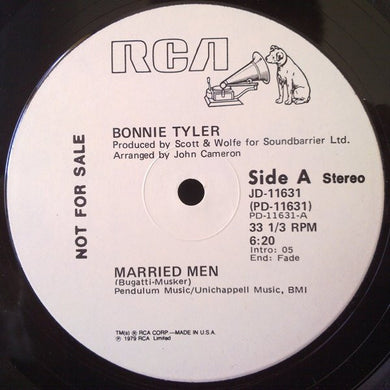 RCA
NOT FOR SALE
BONNIE TYLER
Produced by Scott & Wolfe for Soundbarrier Ltd.
Arranged by John Cameron
Side A Stereo
JD-11631
(PD-11631)
PD-11631-A
33 1/3 RPM
6:20
Intro: 05
End: Fade
MARRIED MEN
(Bugatti-Musker)
Pendulum Music/Unichappell Music, BMI
TM(s) ® RCA CORP.—MADE IN U.S.A.
℗ 1979 RCA Limited